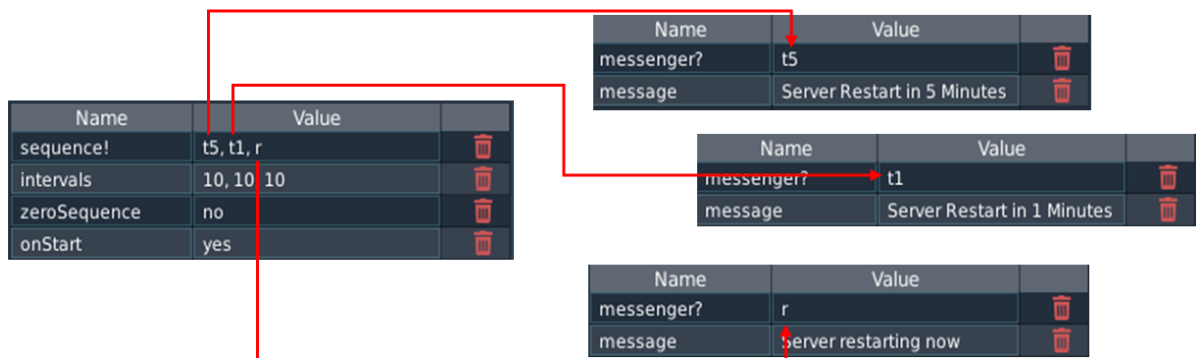 Name Value
sequence! t5, t1, r
intervals 10, 10, 10
zeroSequence no
onStart yes
Name Value
messenger? t5
message Server Restart in 5 Minutes
Name Value
messenger? t1
message Server Restart in 1 Minutes
Name Value
messenger? r
message Server restarting now